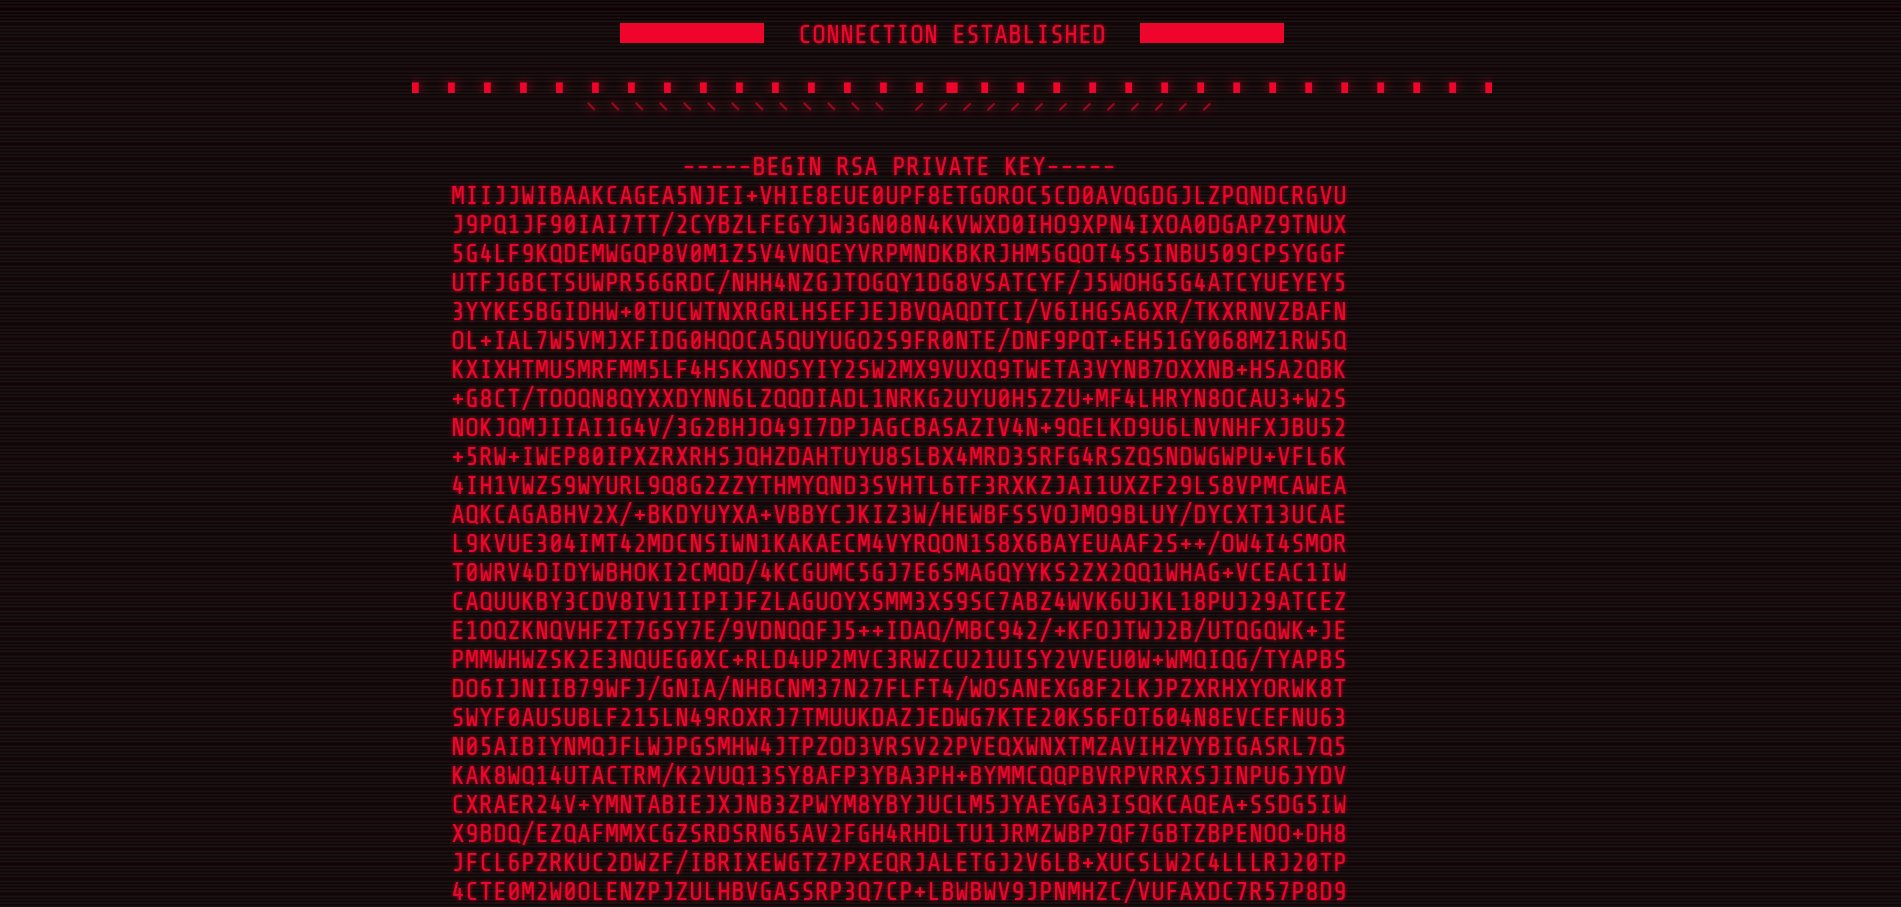 CONNECTION ESTABLISHED
-----BEGIN RSA PRIVATE KEY-----
MIIJJWIBAAKCAGEA5NJEI+VHIE8EUE0UPF8ETGOROC5CD0AVQGDGJLZPQNDCRGVU
J9PQ1JF90IAI7TT/2CYBZLFEGYJW3GN08N4KVWXD0IHO9XPN4IXOA0DGAPZ9TNUX
5G4LF9KQDEMWGQP8V0M1Z5V4VNQEYVRPMNDKBKRJHM5GQOT4SSINBU509CPSYGGF
UTFJGBCTSUWPR56GRDC/NHH4NZGJTOGQY1DG8VSATCYF/J5WOHG5G4ATCYUEYEY5
3YYKESBGIDHW+0TUCWTNXRGRLHSEFJEJBVQAQDTCI/V6IHGSA6XR/TKXRNVZBAFN
OL+IAL7W5VMJXFIDG0HQOCA5QUYUGO2S9FR0NTE/DNF9PQT+EH51GY068MZ1RW5Q
KXIXHTMUSMRFMM5LF4HSKXNOSYIY2SW2MX9VUXQ9TWETA3VYNB7OXXNB+HSA2QBK
+G8CT/TOOQN8QYXXDYNN6LZQQDIADL1NRKG2UYU0H5ZZU+MF4LHRYN8OCAU3+W2S
NOKJQMJIIAI1G4V/3G2BHJO49I7DPJAGCBASAZIV4N+9QELKD9U6LNVNHFXJBU52
+5RW+IWEP80IPXZRXRHSJQHZDAHTUYU8SLBX4MRD3SRFG4RSZQSNDWGWPU+VFL6K
4IH1VWZS9WYURL9Q8G2ZZYTHMYQND3SVHTL6TF3RXKZJAI1UXZF29LS8VPMCAWEA
AQKCAGABHV2X/+BKDYUYXA+VBBYCJKIZ3W/HEWBFSSVOJMO9BLUY/DYCXT13UCAE
L9KVUE304IMT42MDCNSIWN1KAKAECM4VYRQON1S8X6BAYEUAAF2S++/OW4I4SMOR
T0WRV4DIDYWBHOKI2CMQD/4KCGUMC5GJ7E6SMAGQYYKS2ZX2QQ1WHAG+VCEAC1IW
CAQUUKBY3CDV8IV1IIPIJFZLAGUOYXSMM3XS9SC7ABZ4WVK6UJKL18PUJ29ATCEZ
E1OQZKNQVHFZT7GSY7E/9VDNQQFJ5++IDAQ/MBC942/+KFOJTWJ2B/UTQGQWK+JE
PMMWHWZSK2E3NQUEG0XC+RLD4UP2MVC3RWZCU21UISY2VVEU0W+WMQIQG/TYAPBS
DO6IJNIIB79WFJ/GNIA/NHBCNM37N27FLFT4/WOSANEXG8F2LKJPZXRHXYORWK8T
SWYF0AUSUBLF215LN49ROXRJ7TMUUKDAZJEDWG7KTE20KS6FOT604N8EVCEFNU63
N05AIBIYNMQJFLWJPGSMHW4JTPZOD3VRSV22PVEQXWNXTMZAVIHZVYBIGASRL7Q5
KAK8WQ14UTACTRM/K2VUQ13SY8AFP3YBA3PH+BYMMCQQPBVRPVRRXSJINPU6JYDV
CXRAER24V+YMNTABIEJXJNB3ZPWYM8YBYJUCLM5JYAEYGA3ISQKCAQEA+SSDG5IW
X9BDQ/EZQAFMMXCGZSRDSRN65AV2FGH4RHDLTU1JRMZWBP7QF7GBTZBPENOO+DH8
JFCL6PZRKUC2DWZF/IBRIXEWGTZ7PXEQRJALETGJ2V6LB+XUCSLW2C4LLLRJ20TP
4CTE0M2W0OLENZPJZULHBVGASSRP3Q7CP+LBWBWV9JPNMHZC/VUFAXDC7R57P8D9